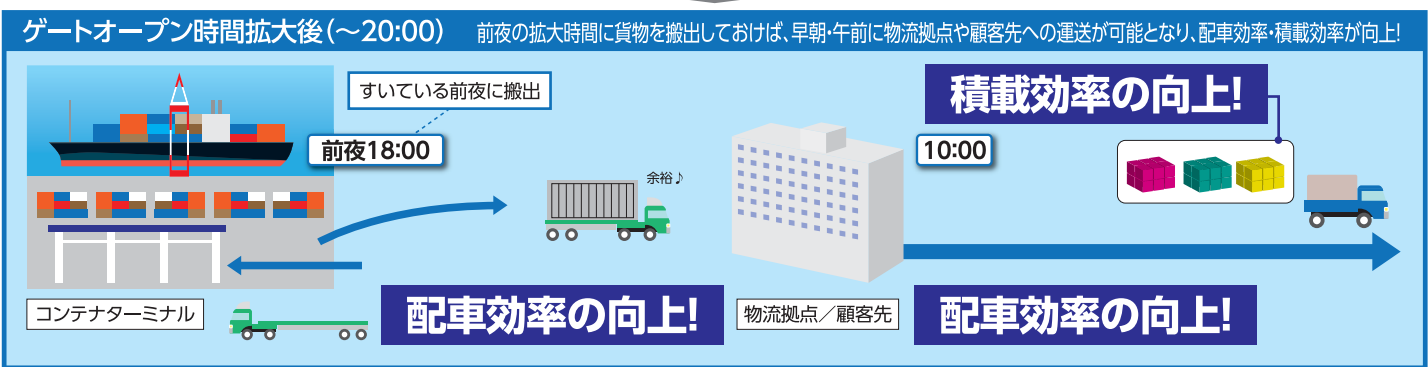 ゲートオープン時間拡大後(〜20:00)
前夜の拡大時間に貨物を搬出しておけば、早朝・午前に物流拠点や顧客先への運送が可能となり、配車効率・積載効率が向上!
すいている前夜に搬出
前夜18:00
余裕♪
コンテナターミナル
配車効率の向上!
積載効率の向上!
10:00
物流拠点/顧客先
配車効率の向上!